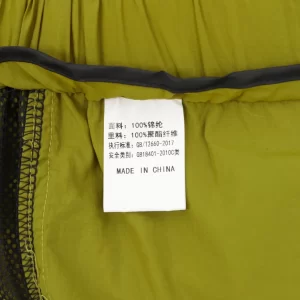 面料：100%锦纶
里料：100%聚酯纤维
执行标准：GB/T2660-2017
安全类别：GB18401-2010C类
MADE IN CHINA